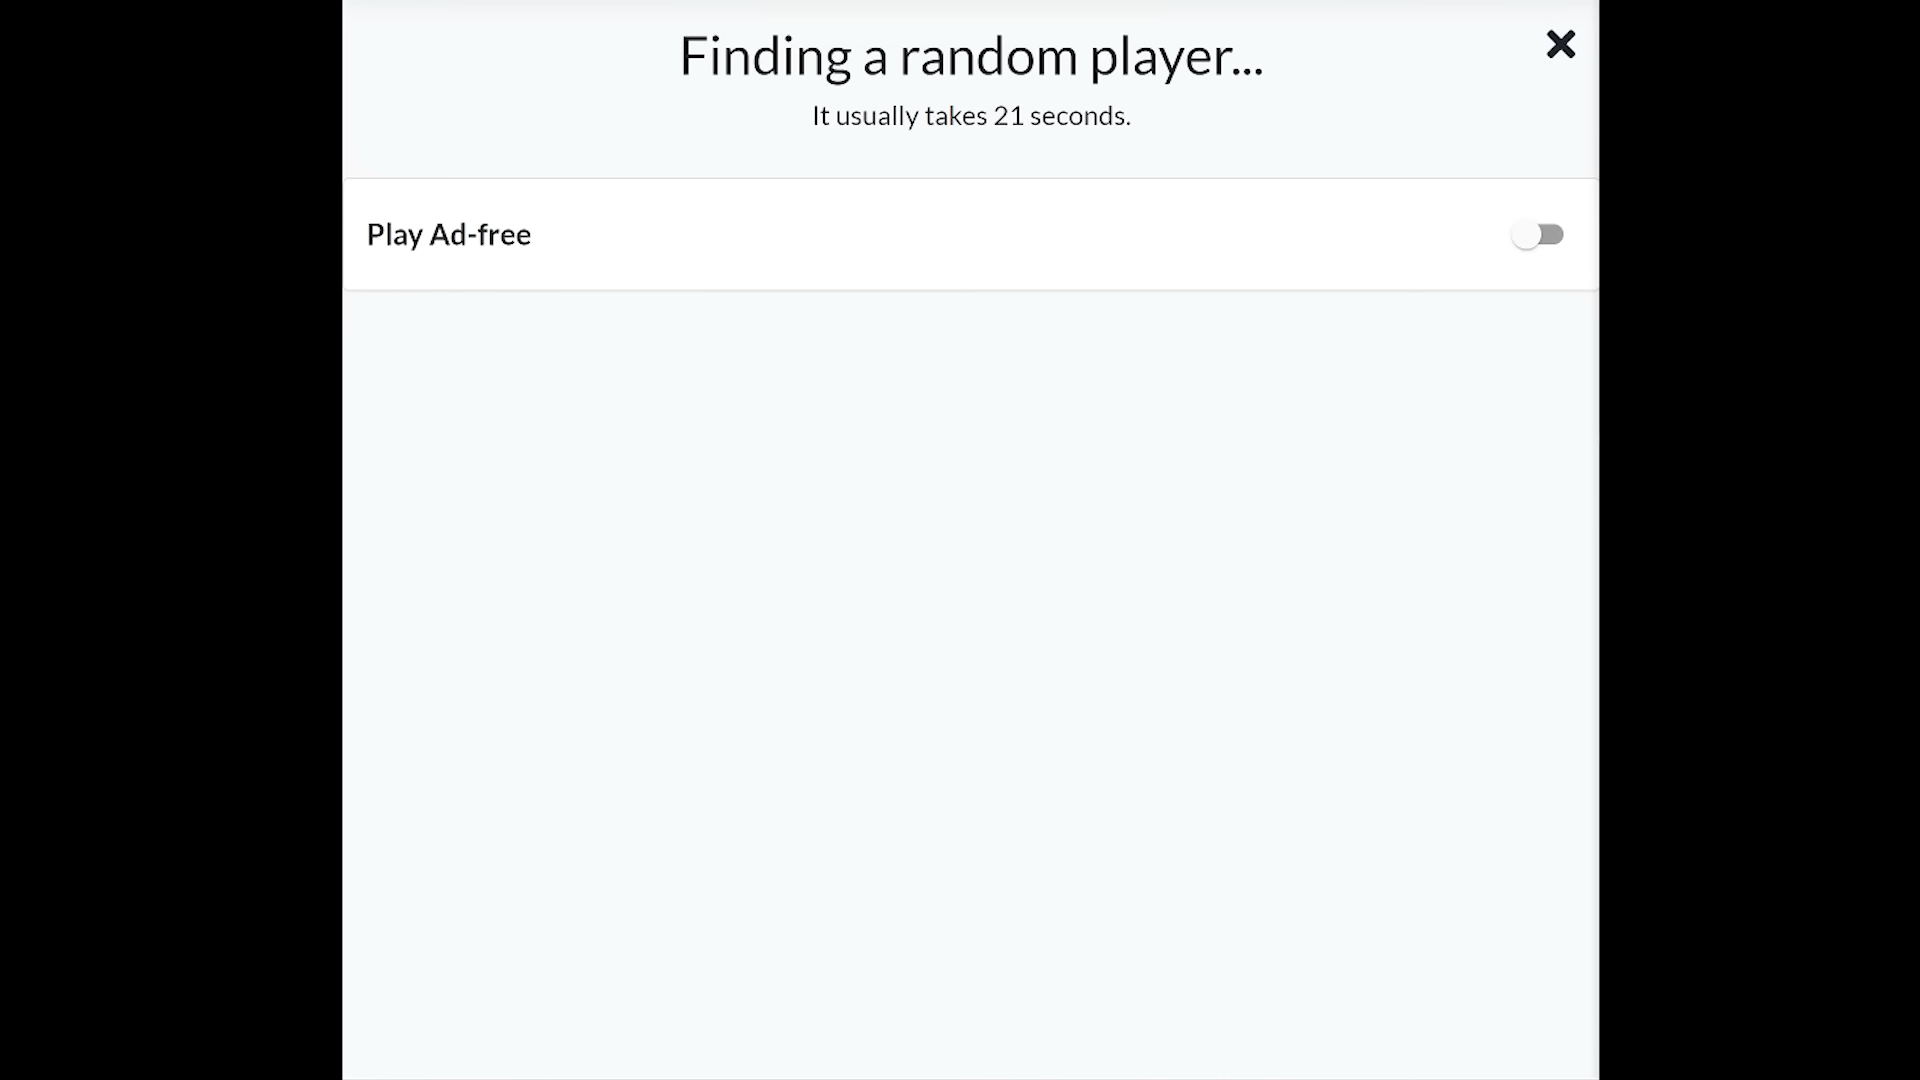 Finding a random player...
It usually takes 21 seconds.
Play Ad-free